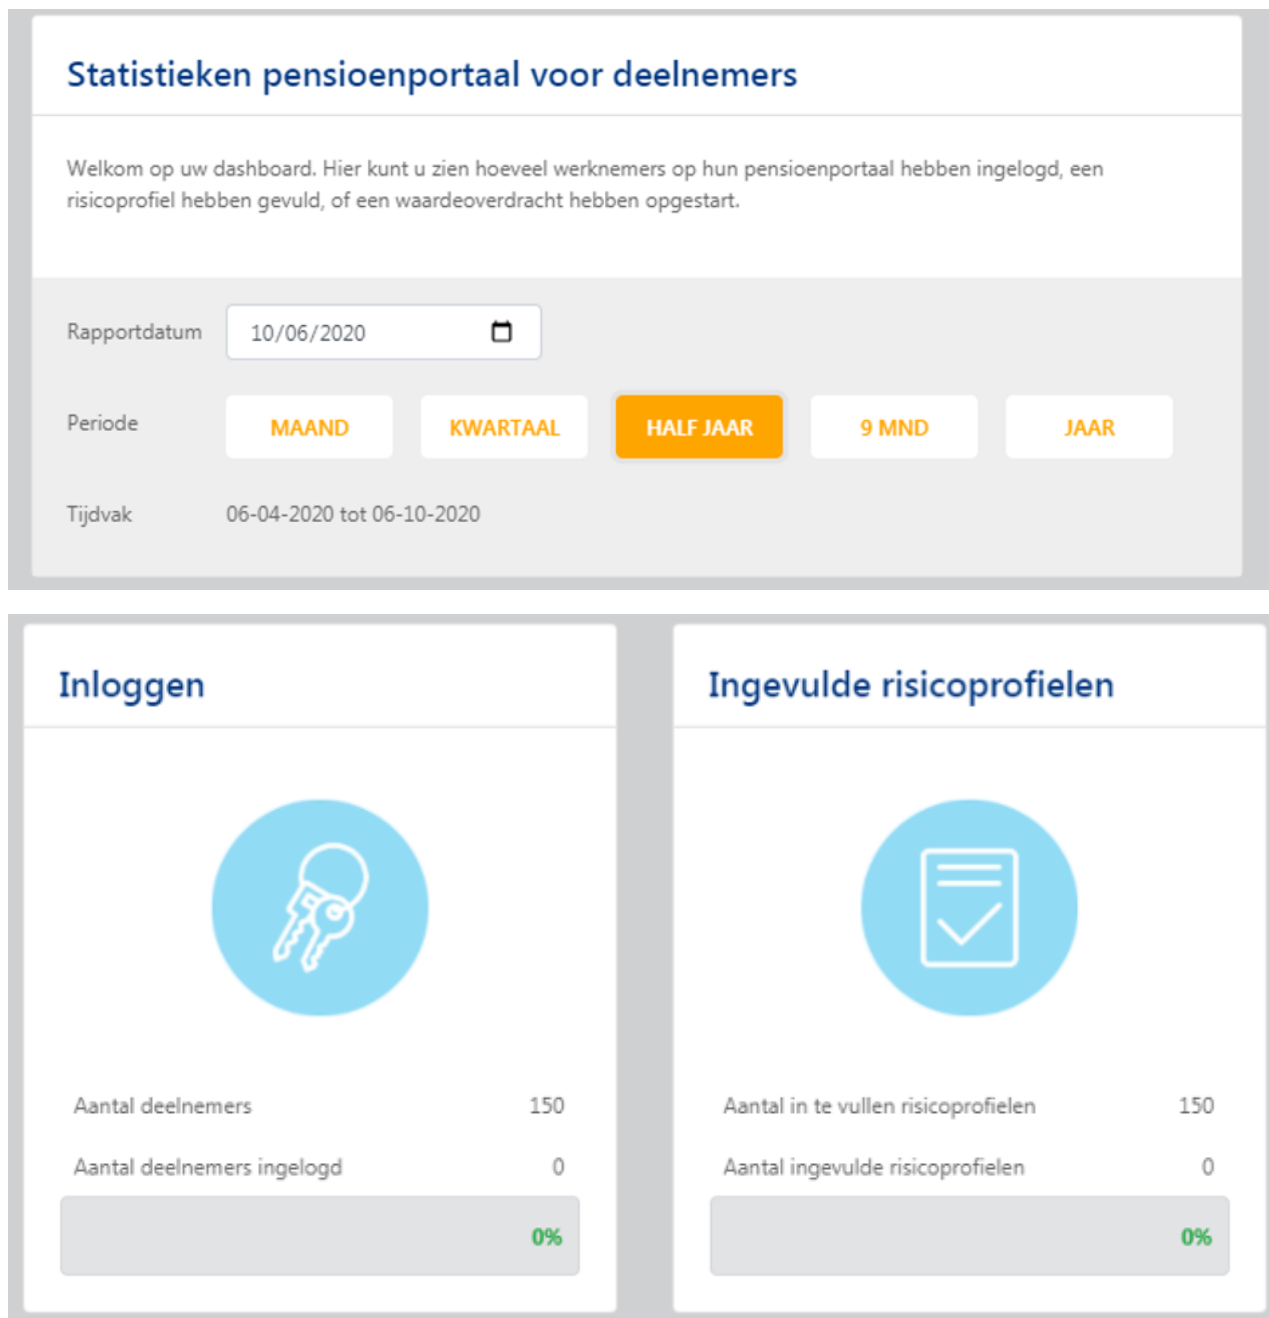 Statistieken pensioenportaal voor deelnemers
Welkom op uw dashboard. Hier kunt u zien hoeveel werknemers op hun pensioenportaal hebben ingelogd, een
risicoprofiel hebben gevuld, of een waardeoverdracht hebben opgestart.
Rapportdatum 10/06/2020
Periode MAAND KWARTAAL HALF JAAR 9 MND JAAR
Tijdvak 06-04-2020 tot 06-10-2020
Inloggen
Aantal deelnemers 150
Aantal deelnemers ingelogd 0
0%
Ingevulde risicoprofielen
Aantal in te vullen risicoprofielen 150
Aantal ingevulde risicoprofielen 0
0%